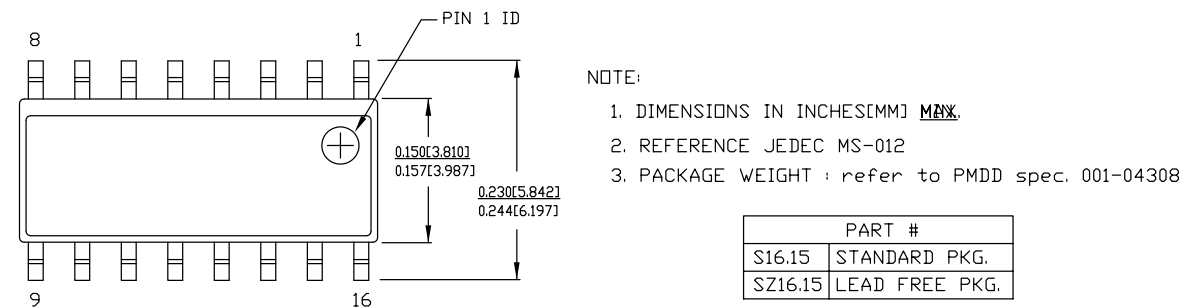 PIN 1 ID
8 1
0.150[3.810]
0.157[3.987]
0.230[5.842]
0.244[6.197]
9 16
NOTE:
1. DIMENSIONS IN INCHES[MM]
2. REFERENCE JEDEC MS-012
3. PACKAGE WEIGHT : refer to PMDD spec. 001-04308
PART #
S16.15 STANDARD PKG.
SZ16.15 LEAD FREE PKG.